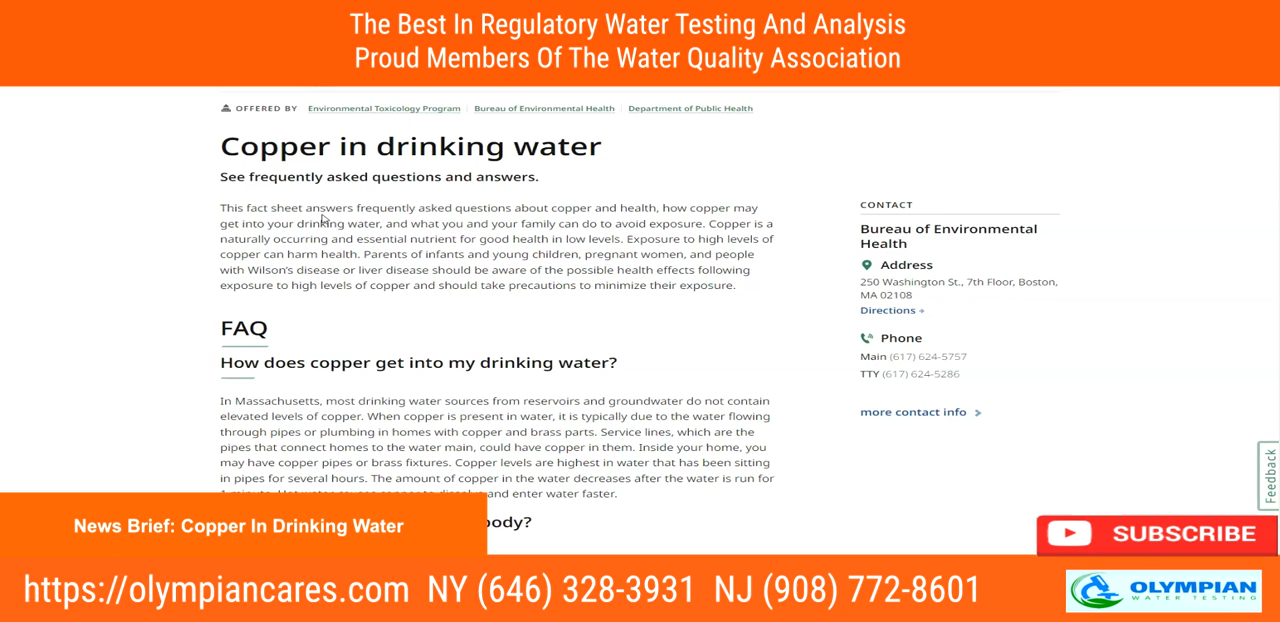 The Best In Regulatory Water Testing And Analysis
Proud Members Of The Water Quality Association
OFFERED BY Environmental Toxicology Program Bureau of Environmental Health Department of Public Health
Copper in drinking water
See frequently asked questions and answers.
This fact sheet answers frequently asked questions about copper and health, how copper may
get into your drinking water, and what you and your family can do to avoid exposure. Copper is a
naturally occurring and essential nutrient for good health in low levels. Exposure to high levels of
copper can harm health. Parents of infants and young children, pregnant women, and people
with Wilson's disease or liver disease should be aware of the possible health effects following
exposure to high levels of copper and should take precautions to minimize their exposure.
FAQ
How does copper get into my drinking water?
In Massachusetts, most drinking water sources from reservoirs and groundwater do not contain
elevated levels of copper. When copper is present in water, it is typically due to the water flowing
through pipes or plumbing in homes with copper and brass parts. Service lines, which are the
pipes that connect homes to the water main, could have copper in them. Inside your home, you
may have copper pipes or brass fixtures. Copper levels are highest in water that has been sitting
in pipes for several hours. The amount of copper in the water decreases after the water is run for
and enter water faster.
body?
CONTACT
Bureau of Environmental
Health
Address
250 Washington St., 7th Floor, Boston,
MA 02108
Directions
Phone
Main (617) 624-5757
TTY (617) 624-5286
more contact info
Feedback
News Brief: Copper In Drinking Water
SUBSCRIBE
https://olympiancares.com NY (646) 328-3931 NJ (908) 772-8601
OLYMPIAN
WATER TESTING